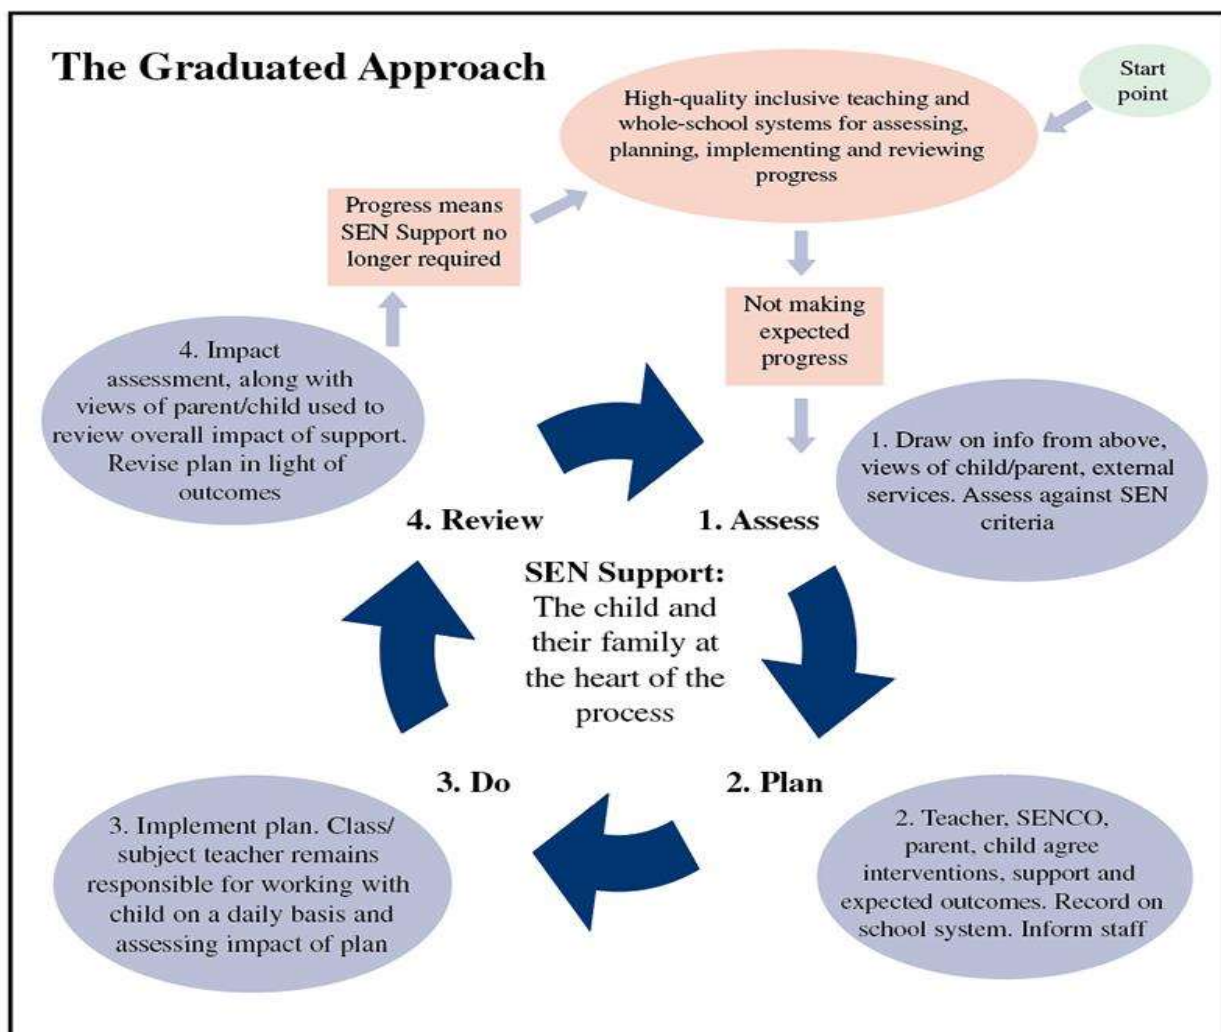 The Graduated Approach
Start
point
High-quality inclusive teaching and
whole-school systems for assessing,
planning, implementing and reviewing
progress
Progress means
SEN Support no
longer required
Not making
expected
progress
4. Impact
assessment, along with
views of parent/child used to
review overall impact of support.
Revise plan in light of
outcomes
1. Draw on info from above,
views of child/parent, external
services. Assess against SEN
criteria
4. Review
1. Assess
SEN Support:
The child and
their family at
the heart of the
process
3. Do
2. Plan
3. Implement plan. Class/
subject teacher remains
responsible for working with
child on a daily basis and
assessing impact of plan
2. Teacher, SENCO,
parent, child agree
interventions, support and
expected outcomes. Record on
school system. Inform staff